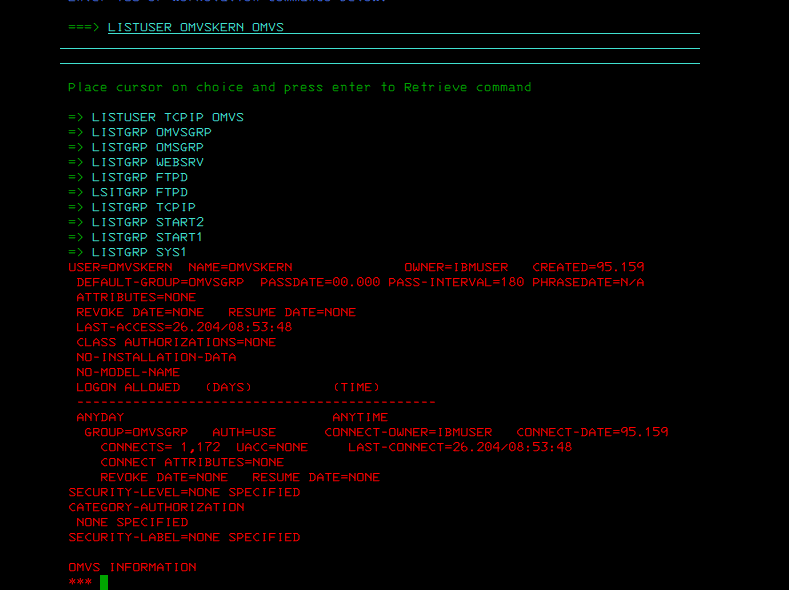 ===> LISTUSER OMVSKERN OMVS
Place cursor on choice and press enter to Retrieve command
=> LISTUSER TCPIP OMVS
=> LISTGRP OMVSGRP
=> LISTGRP OMSGRP
=> LISTGRP WEBSRV
=> LISTGRP FTPD
=> LSITGRP FTPD
=> LISTGRP TCPIP
=> LISTGRP START2
=> LISTGRP START1
=> LISTGRP SYS1
USER=OMVSKERN  NAME=OMVSKERN              OWNER=IBMUSER   CREATED=95.159
 DEFAULT-GROUP=OMVSGRP  PASSDATE=00.000 PASS-INTERVAL=180 PHRASEDATE=N/A
 ATTRIBUTES=NONE
 REVOKE DATE=NONE   RESUME DATE=NONE
 LAST-ACCESS=26.204/08:53:48
 CLASS AUTHORIZATIONS=NONE
 NO-INSTALLATION-DATA
 NO-MODEL-NAME
 LOGON ALLOWED   (DAYS)          (TIME)
 ---------------------------------------------
 ANYDAY                          ANYTIME
  GROUP=OMVSGRP   AUTH=USE      CONNECT-OWNER=IBMUSER   CONNECT-DATE=95.159
    CONNECTS= 1,172  UACC=NONE     LAST-CONNECT=26.204/08:53:48
    CONNECT ATTRIBUTES=NONE
    REVOKE DATE=NONE   RESUME DATE=NONE
SECURITY-LEVEL=NONE SPECIFIED
CATEGORY-AUTHORIZATION
 NONE SPECIFIED
SECURITY-LABEL=NONE SPECIFIED
OMVS INFORMATION
***